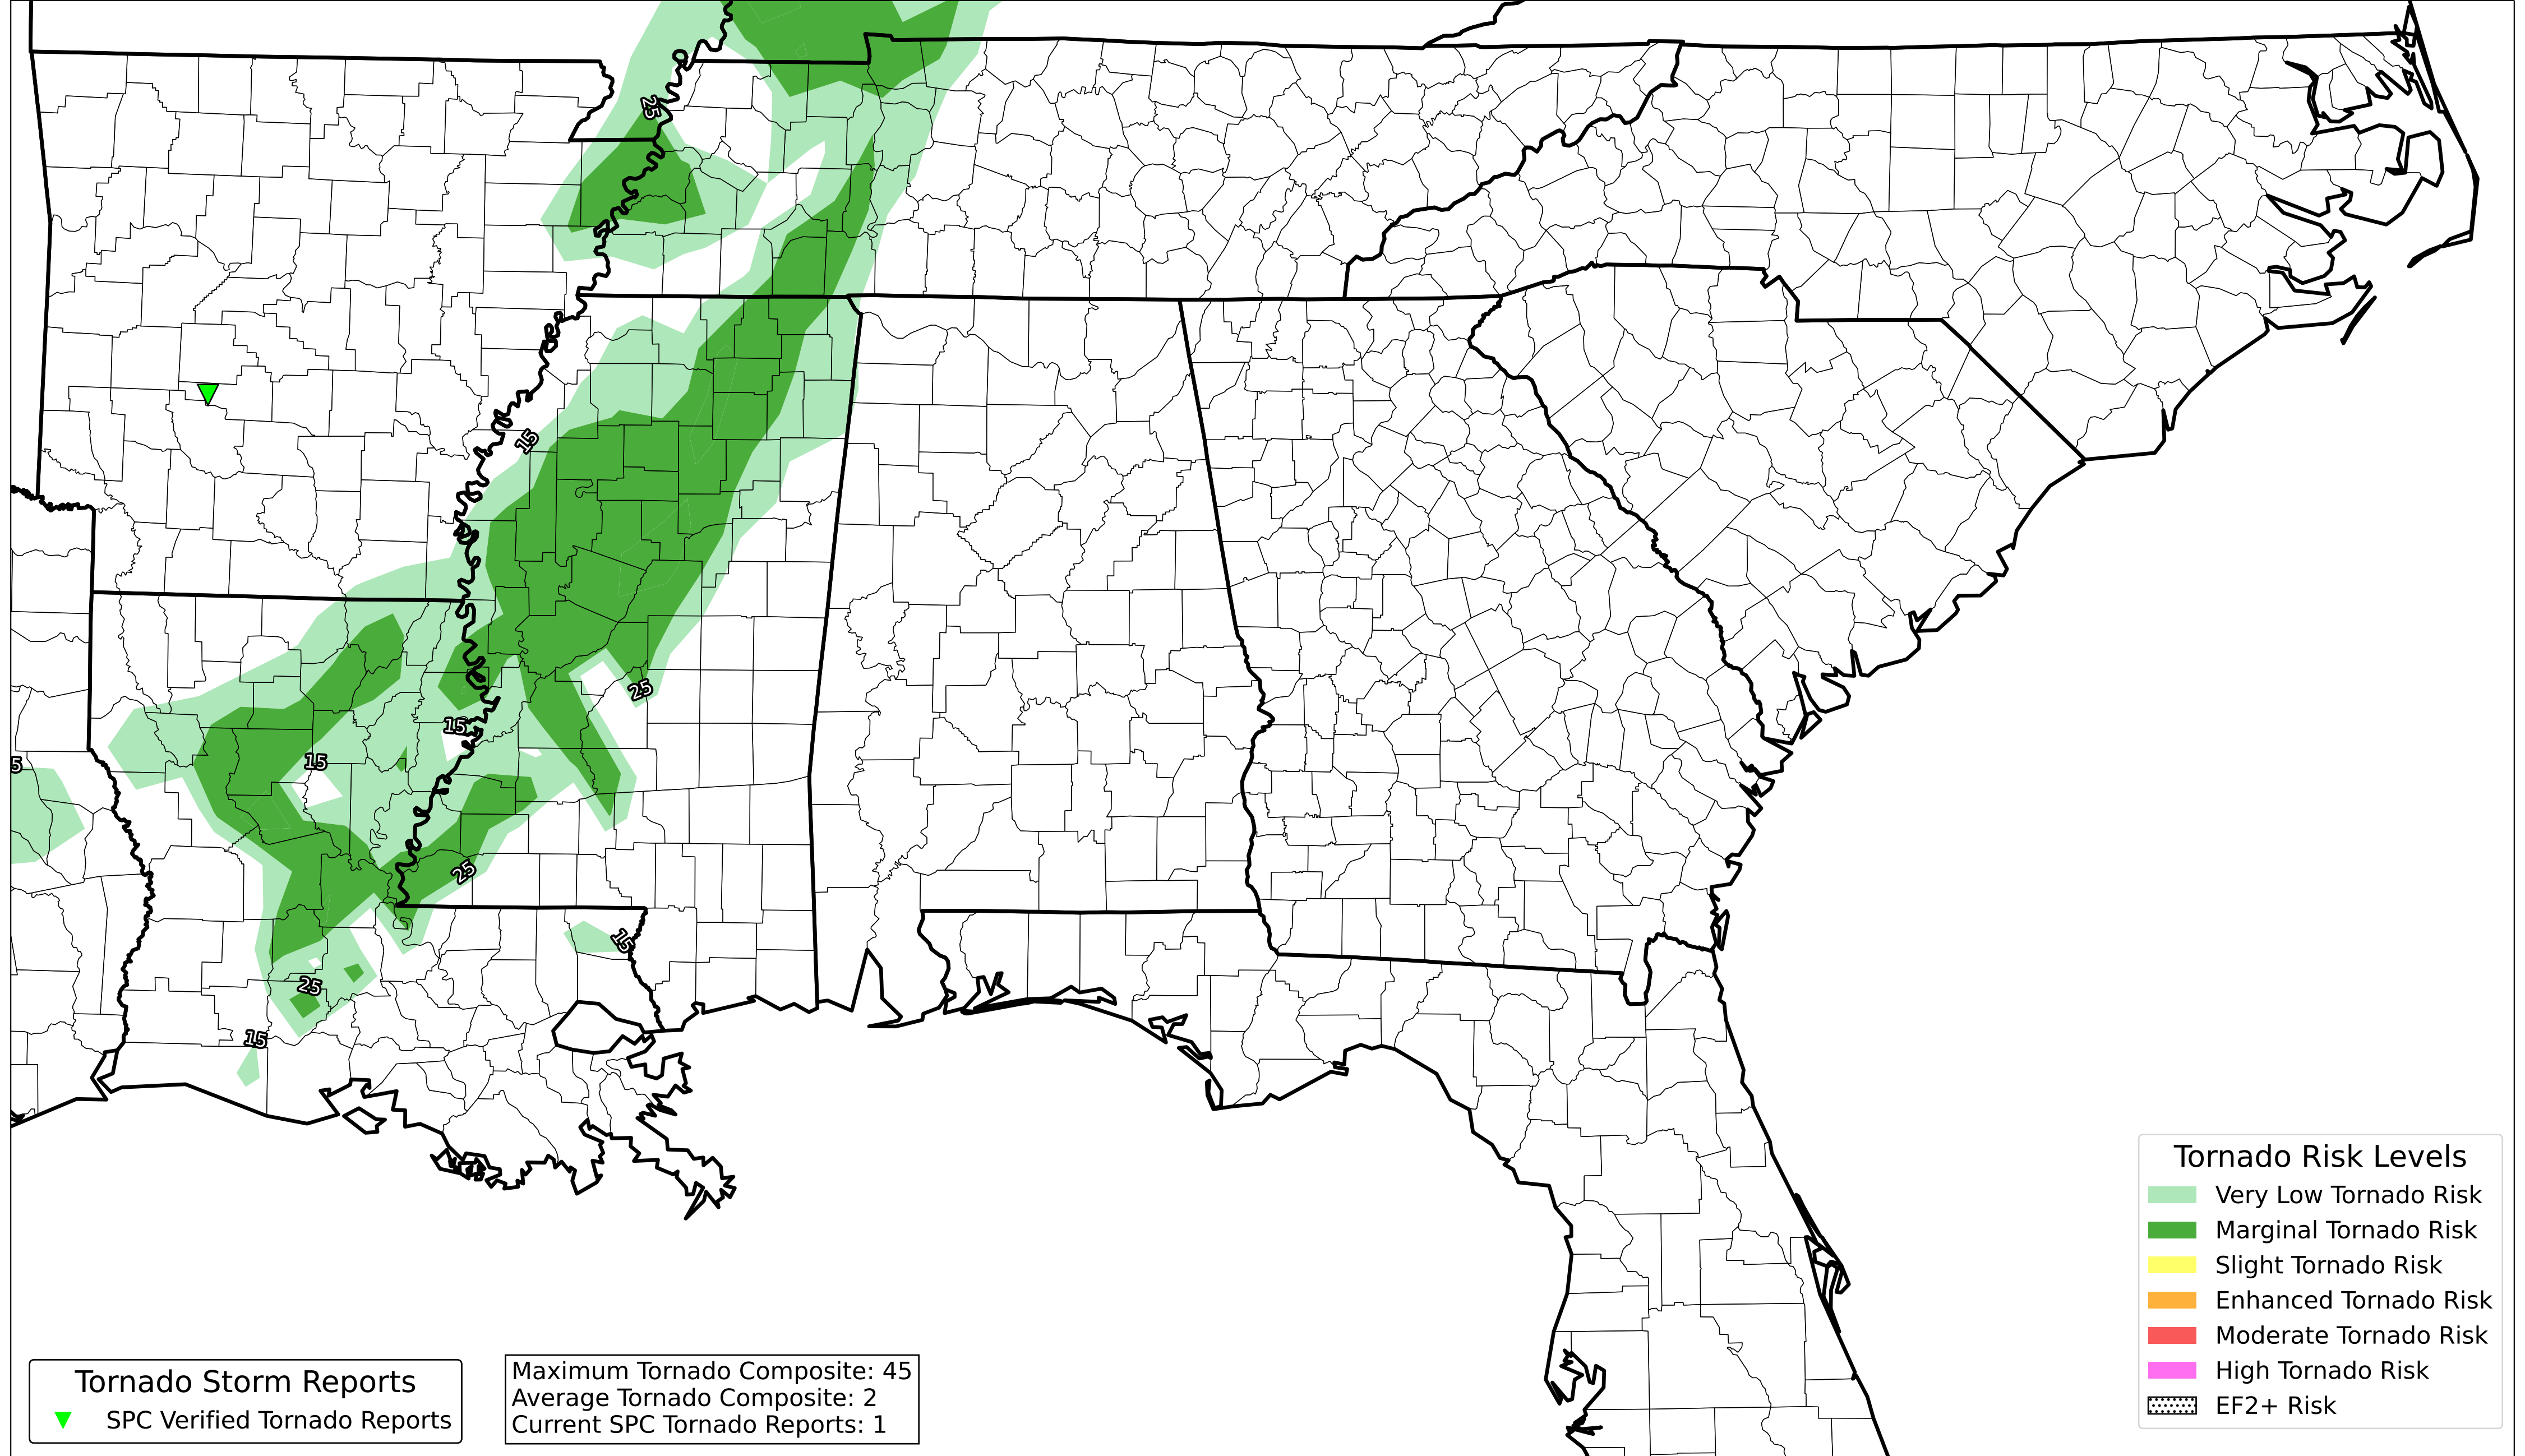 25
15
25
15
15
5
25
15
25
15
Tornado Risk Levels
Very Low Tornado Risk
Marginal Tornado Risk
Slight Tornado Risk
Enhanced Tornado Risk
Moderate Tornado Risk
High Tornado Risk
EF2+ Risk
Tornado Storm Reports
SPC Verified Tornado Reports
Maximum Tornado Composite: 45
Average Tornado Composite: 2
Current SPC Tornado Reports: 1